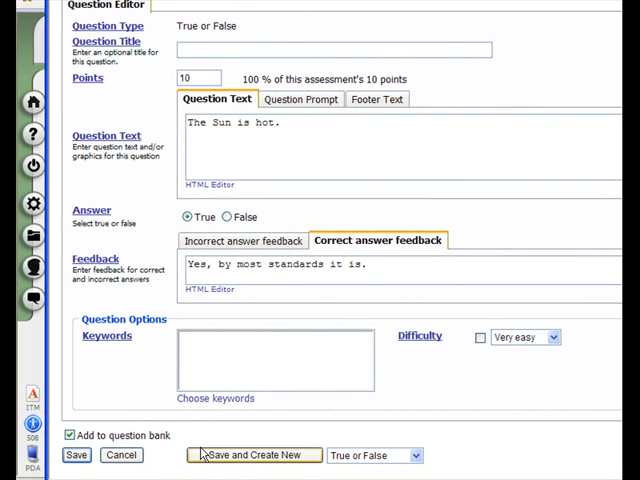 Question Editor
Question Type True or False
Question Title
Enter an optional title for
this question.
Points 10 100 % of this assessment's 10 points
Question Text Question Prompt Footer Text
Question Text
Enter question text and/or
graphics for this question
The Sun is hot.
HTML Editor
Answer
Select true or false
True False
Incorrect answer feedback Correct answer feedback
Feedback
Enter feedback for correct
and incorrect answers
Yes, by most standards it is.
HTML Editor
Question Options
Keywords
Difficulty Very easy
Choose keywords
Add to question bank
Save Cancel Save and Create New True or False
?
A
ITM
508
PDA